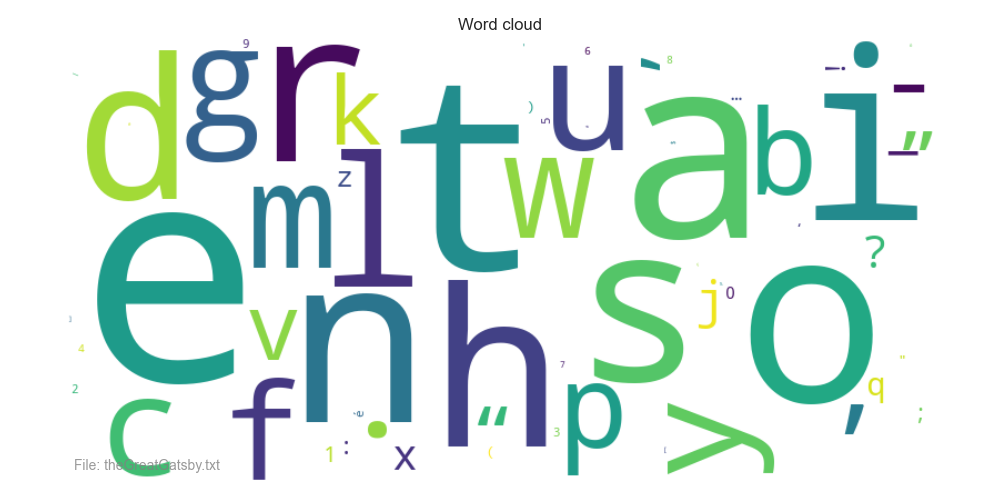 Word cloud
9 6 8
d g r k t u ’ a b i ! -
) 5 … ” —
z l w
e m ,
?
v n h s j 0 o
4
2 c f é 7 p q ;
“ ’
1 : . x ( 3 y
File: theGreatGatsby.txt